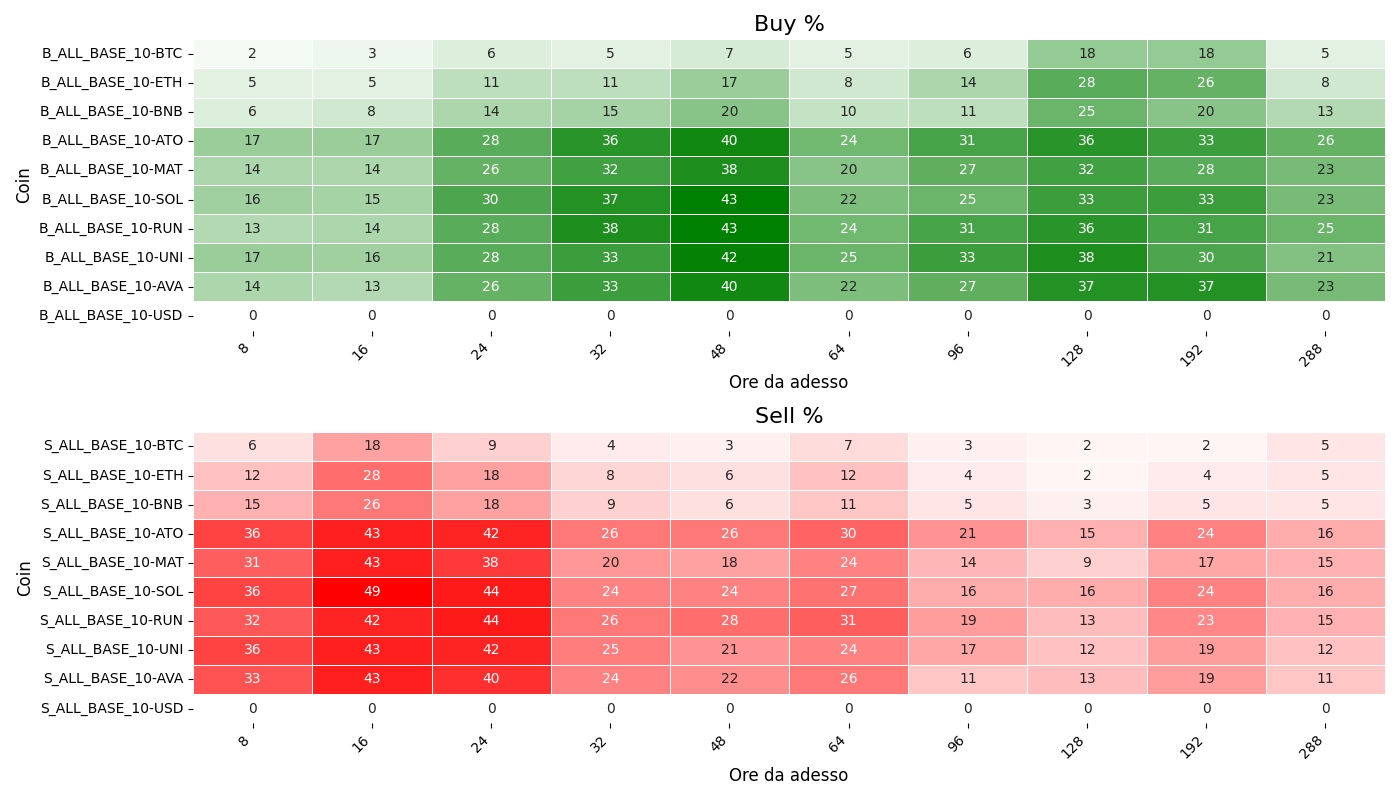 Buy %
Coin
B_ALL_BASE_10-BTC 2 3 6 5 7 5 6 18 18 5
B_ALL_BASE_10-ETH 5 5 11 11 17 8 14 28 26 8
B_ALL_BASE_10-BNB 6 8 14 15 20 10 11 25 20 13
B_ALL_BASE_10-ATO 17 17 28 36 40 24 31 36 33 26
B_ALL_BASE_10-MAT 14 14 26 32 38 20 27 32 28 23
B_ALL_BASE_10-SOL 16 15 30 37 43 22 25 33 33 23
B_ALL_BASE_10-RUN 13 14 28 38 43 24 31 36 31 25
B_ALL_BASE_10-UNI 17 16 28 33 42 25 33 38 30 21
B_ALL_BASE_10-AVA 14 13 26 33 40 22 27 37 37 23
B_ALL_BASE_10-USD 0 0 0 0 0 0 0 0 0 0
8 16 24 32 48 64 96 128 192 288
Ore da adesso
Sell %
Coin
S_ALL_BASE_10-BTC 6 18 9 4 3 7 3 2 2 5
S_ALL_BASE_10-ETH 12 28 18 8 6 12 4 2 4 5
S_ALL_BASE_10-BNB 15 26 18 9 6 11 5 3 5 5
S_ALL_BASE_10-ATO 36 43 42 26 26 30 21 15 24 16
S_ALL_BASE_10-MAT 31 43 38 20 18 24 14 9 17 15
S_ALL_BASE_10-SOL 36 49 44 24 24 27 16 16 24 16
S_ALL_BASE_10-RUN 32 42 44 26 28 31 19 13 23 15
S_ALL_BASE_10-UNI 36 43 42 25 21 24 17 12 19 12
S_ALL_BASE_10-AVA 33 43 40 24 22 26 11 13 19 11
S_ALL_BASE_10-USD 0 0 0 0 0 0 0 0 0 0
8 16 24 32 48 64 96 128 192 288
Ore da adesso